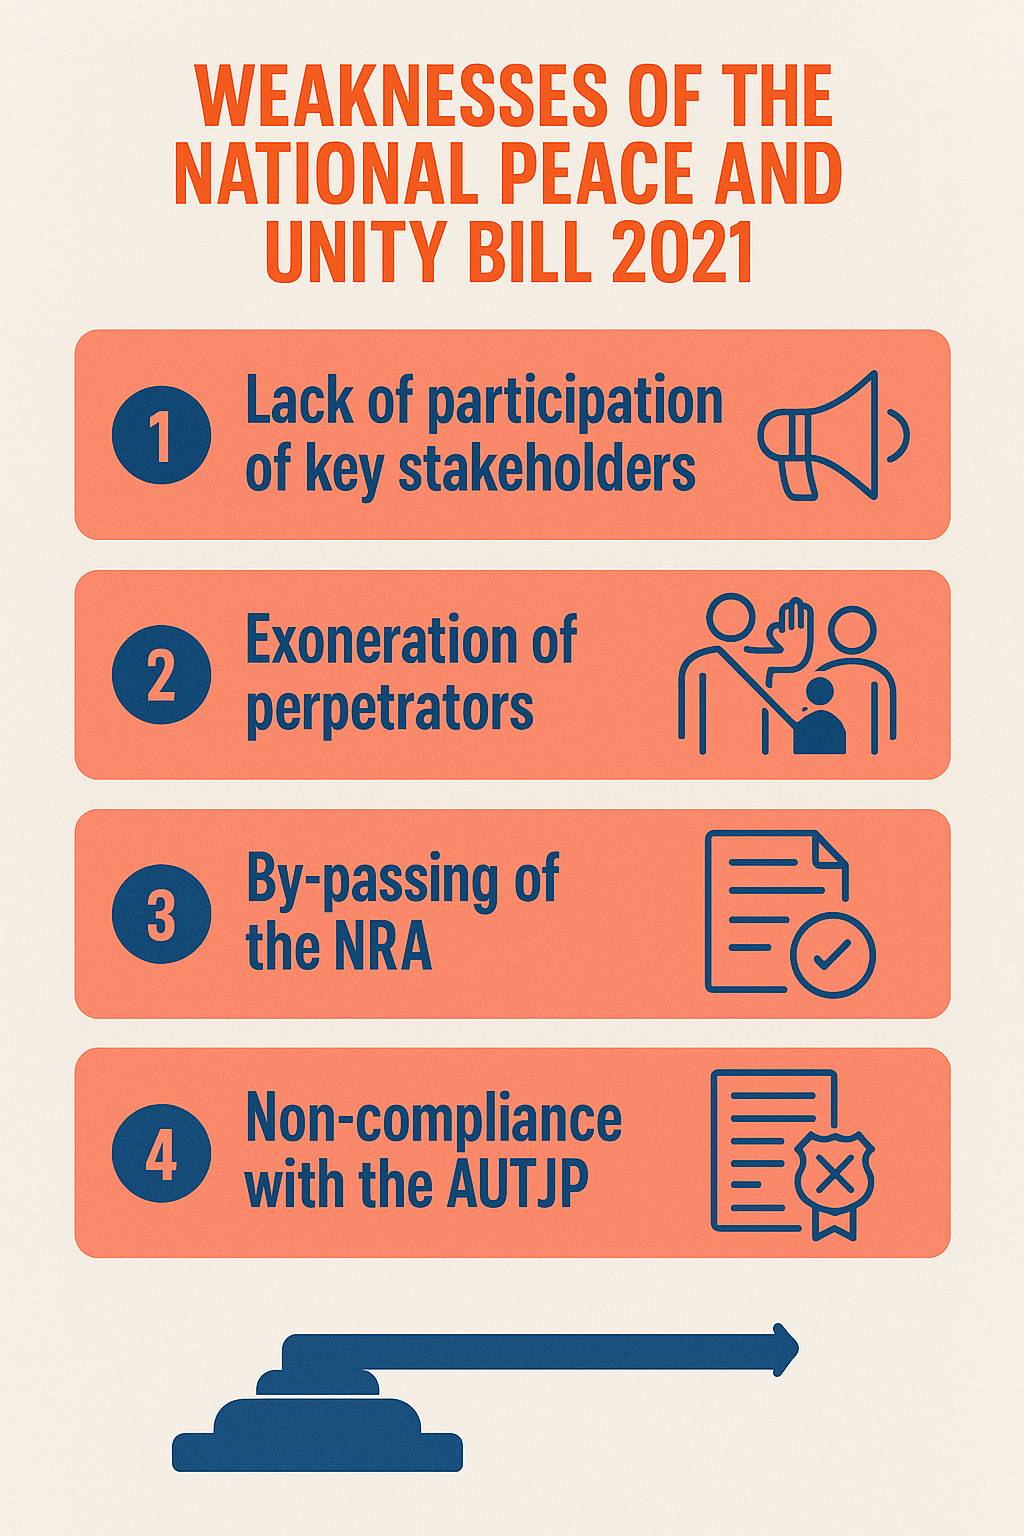 WEAKNESSES OF THE
NATIONAL PEACE AND
UNITY BILL 2021
1
Lack of participation
of key stakeholders
2
Exoneration of
perpetrators
3
By-passing of
the NRA
4
Non-compliance
with the AUTJP